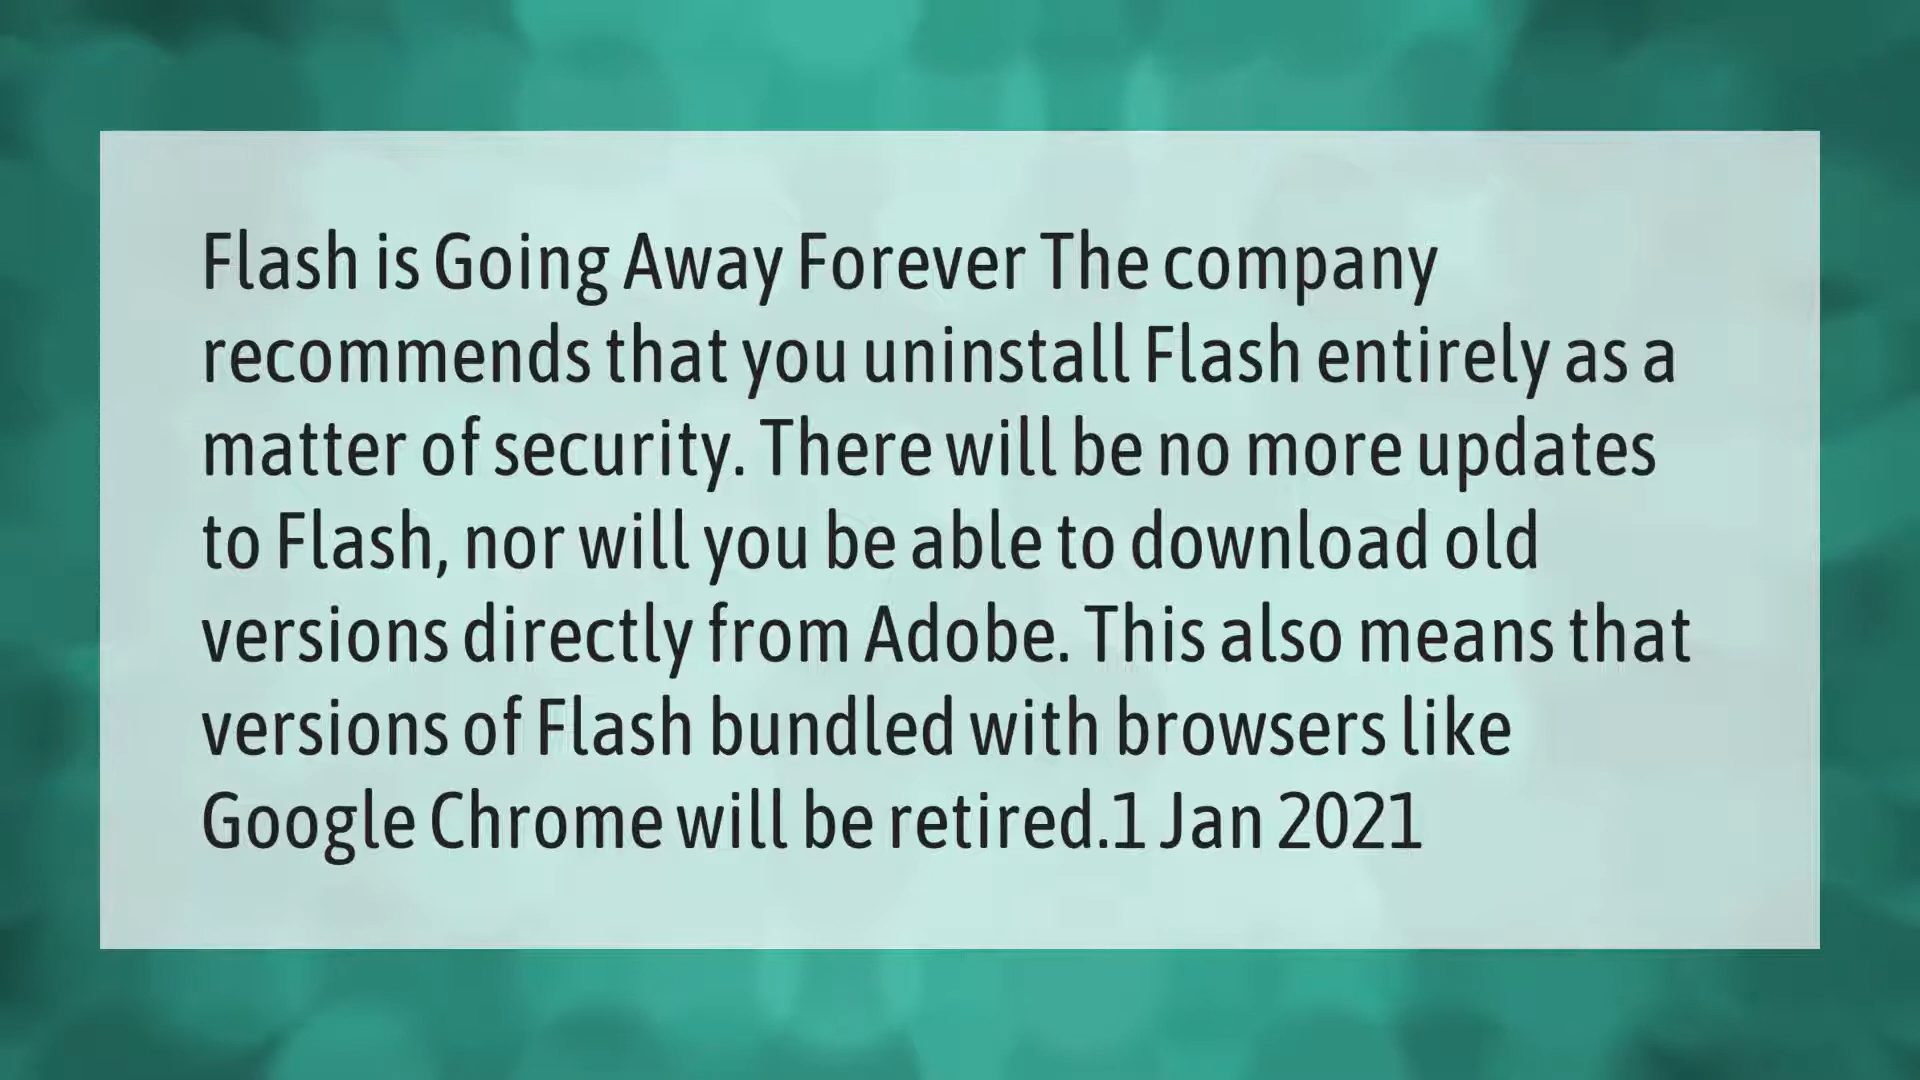 Flash is Going Away Forever The company
recommends that you uninstall Flash entirely as a
matter of security. There will be no more updates
to Flash, nor will you be able to download old
versions directly from Adobe. This also means that
versions of Flash bundled with browsers like
Google Chrome will be retired.1 Jan 2021